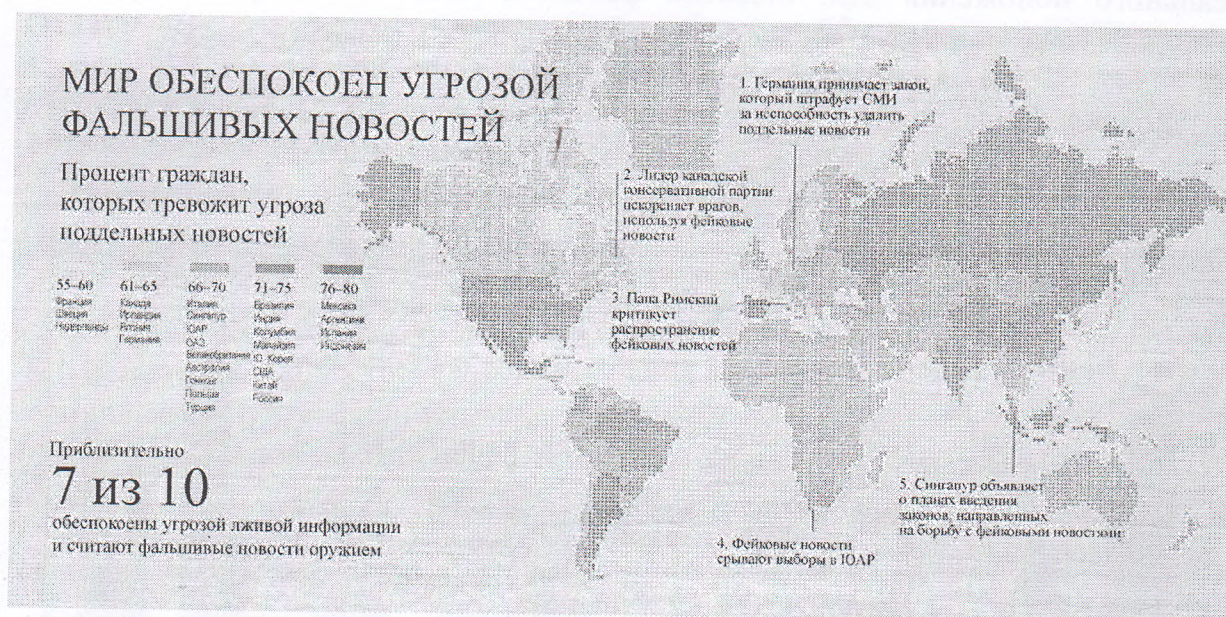 МИР ОБЕСПОКОЕН УГРОЗОЙ
ФАЛЬШИВЫХ НОВОСТЕЙ
Процент граждан,
которых тревожит угроза
поддельных новостей
55–60
Франция
Швеция
Нидерланды
61–65
Канада
Ирландия
Япония
Германия
66–70
Италия
Сингапур
ЮАР
ОАЭ
Великобритания
Австралия
Гонконг
Польша
Турция
71–75
Бразилия
Индия
Колумбия
Малайзия
Ю. Корея
США
Китай
Россия
76–80
Мексика
Аргентина
Испания
Индонезия
Приблизительно
7 из 10
обеспокоены угрозой лживой информации
и считают фальшивые новости оружием
1. Германия принимает закон,
который штрафует СМИ
за неспособность удалить
поддельные новости
2. Лидер канадской
консервативной партии
искореняет врагов,
используя фейковые
новости
3. Папа Римский
критикует
распространение
фейковых новостей
4. Фейковые новости
срывают выборы в ЮАР
5. Сингапур объявляет
о планах введения
законов, направленных
на борьбу с фейковыми новостями